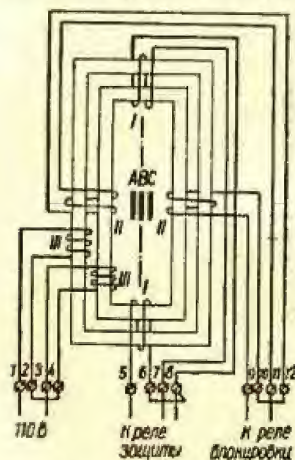 I
ABC
II II
III
III
I
1 2 3 4 5 6 7 8 9 10 11 12
110 В К реле защиты К реле блокировки